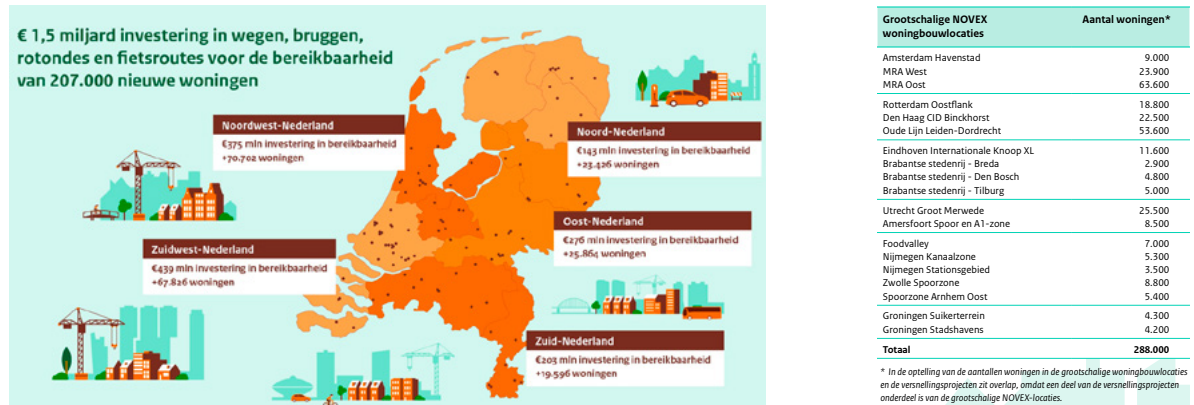 € 1,5 miljard investering in wegen, bruggen,
rotondes en fietsroutes voor de bereikbaarheid
van 207.000 nieuwe woningen
Noordwest-Nederland
€375 mln investering in bereikbaarheid
+70.702 woningen
Noord-Nederland
€143 mln investering in bereikbaarheid
+23.426 woningen
Oost-Nederland
€276 mln investering in bereikbaarheid
+25.864 woningen
Zuidwest-Nederland
€439 mln investering in bereikbaarheid
+67.826 woningen
Zuid-Nederland
€203 mln investering in bereikbaarheid
+19.596 woningen
Grootschalige NOVEX Aantal woningen*
woningbouwlocaties
Amsterdam Havenstad 9.000
MRA West 23.900
MRA Oost 63.600
Rotterdam Oostflank 18.800
Den Haag CID Binckhorst 22.500
Oude Lijn Leiden-Dordrecht 53.600
Eindhoven Internationale Knoop XL 11.600
Brabantse stedenrij - Breda 2.900
Brabantse stedenrij - Den Bosch 4.800
Brabantse stedenrij - Tilburg 5.000
Utrecht Groot Merwede 25.500
Amersfoort Spoor en A1-zone 8.500
Foodvalley 7.000
Nijmegen Kanaalzone 5.300
Nijmegen Stationsgebied 3.500
Zwolle Spoorzone 8.800
Spoorzone Arnhem Oost 5.400
Groningen Suikerterrein 4.300
Groningen Stadshavens 4.200
Totaal 288.000
* In de optelling van de aantallen woningen in de grootschalige woningbouwlocaties
en de versnellingsprojecten zit overlap, omdat een deel van de versnellingsprojecten
onderdeel is van de grootschalige NOVEX-locaties.